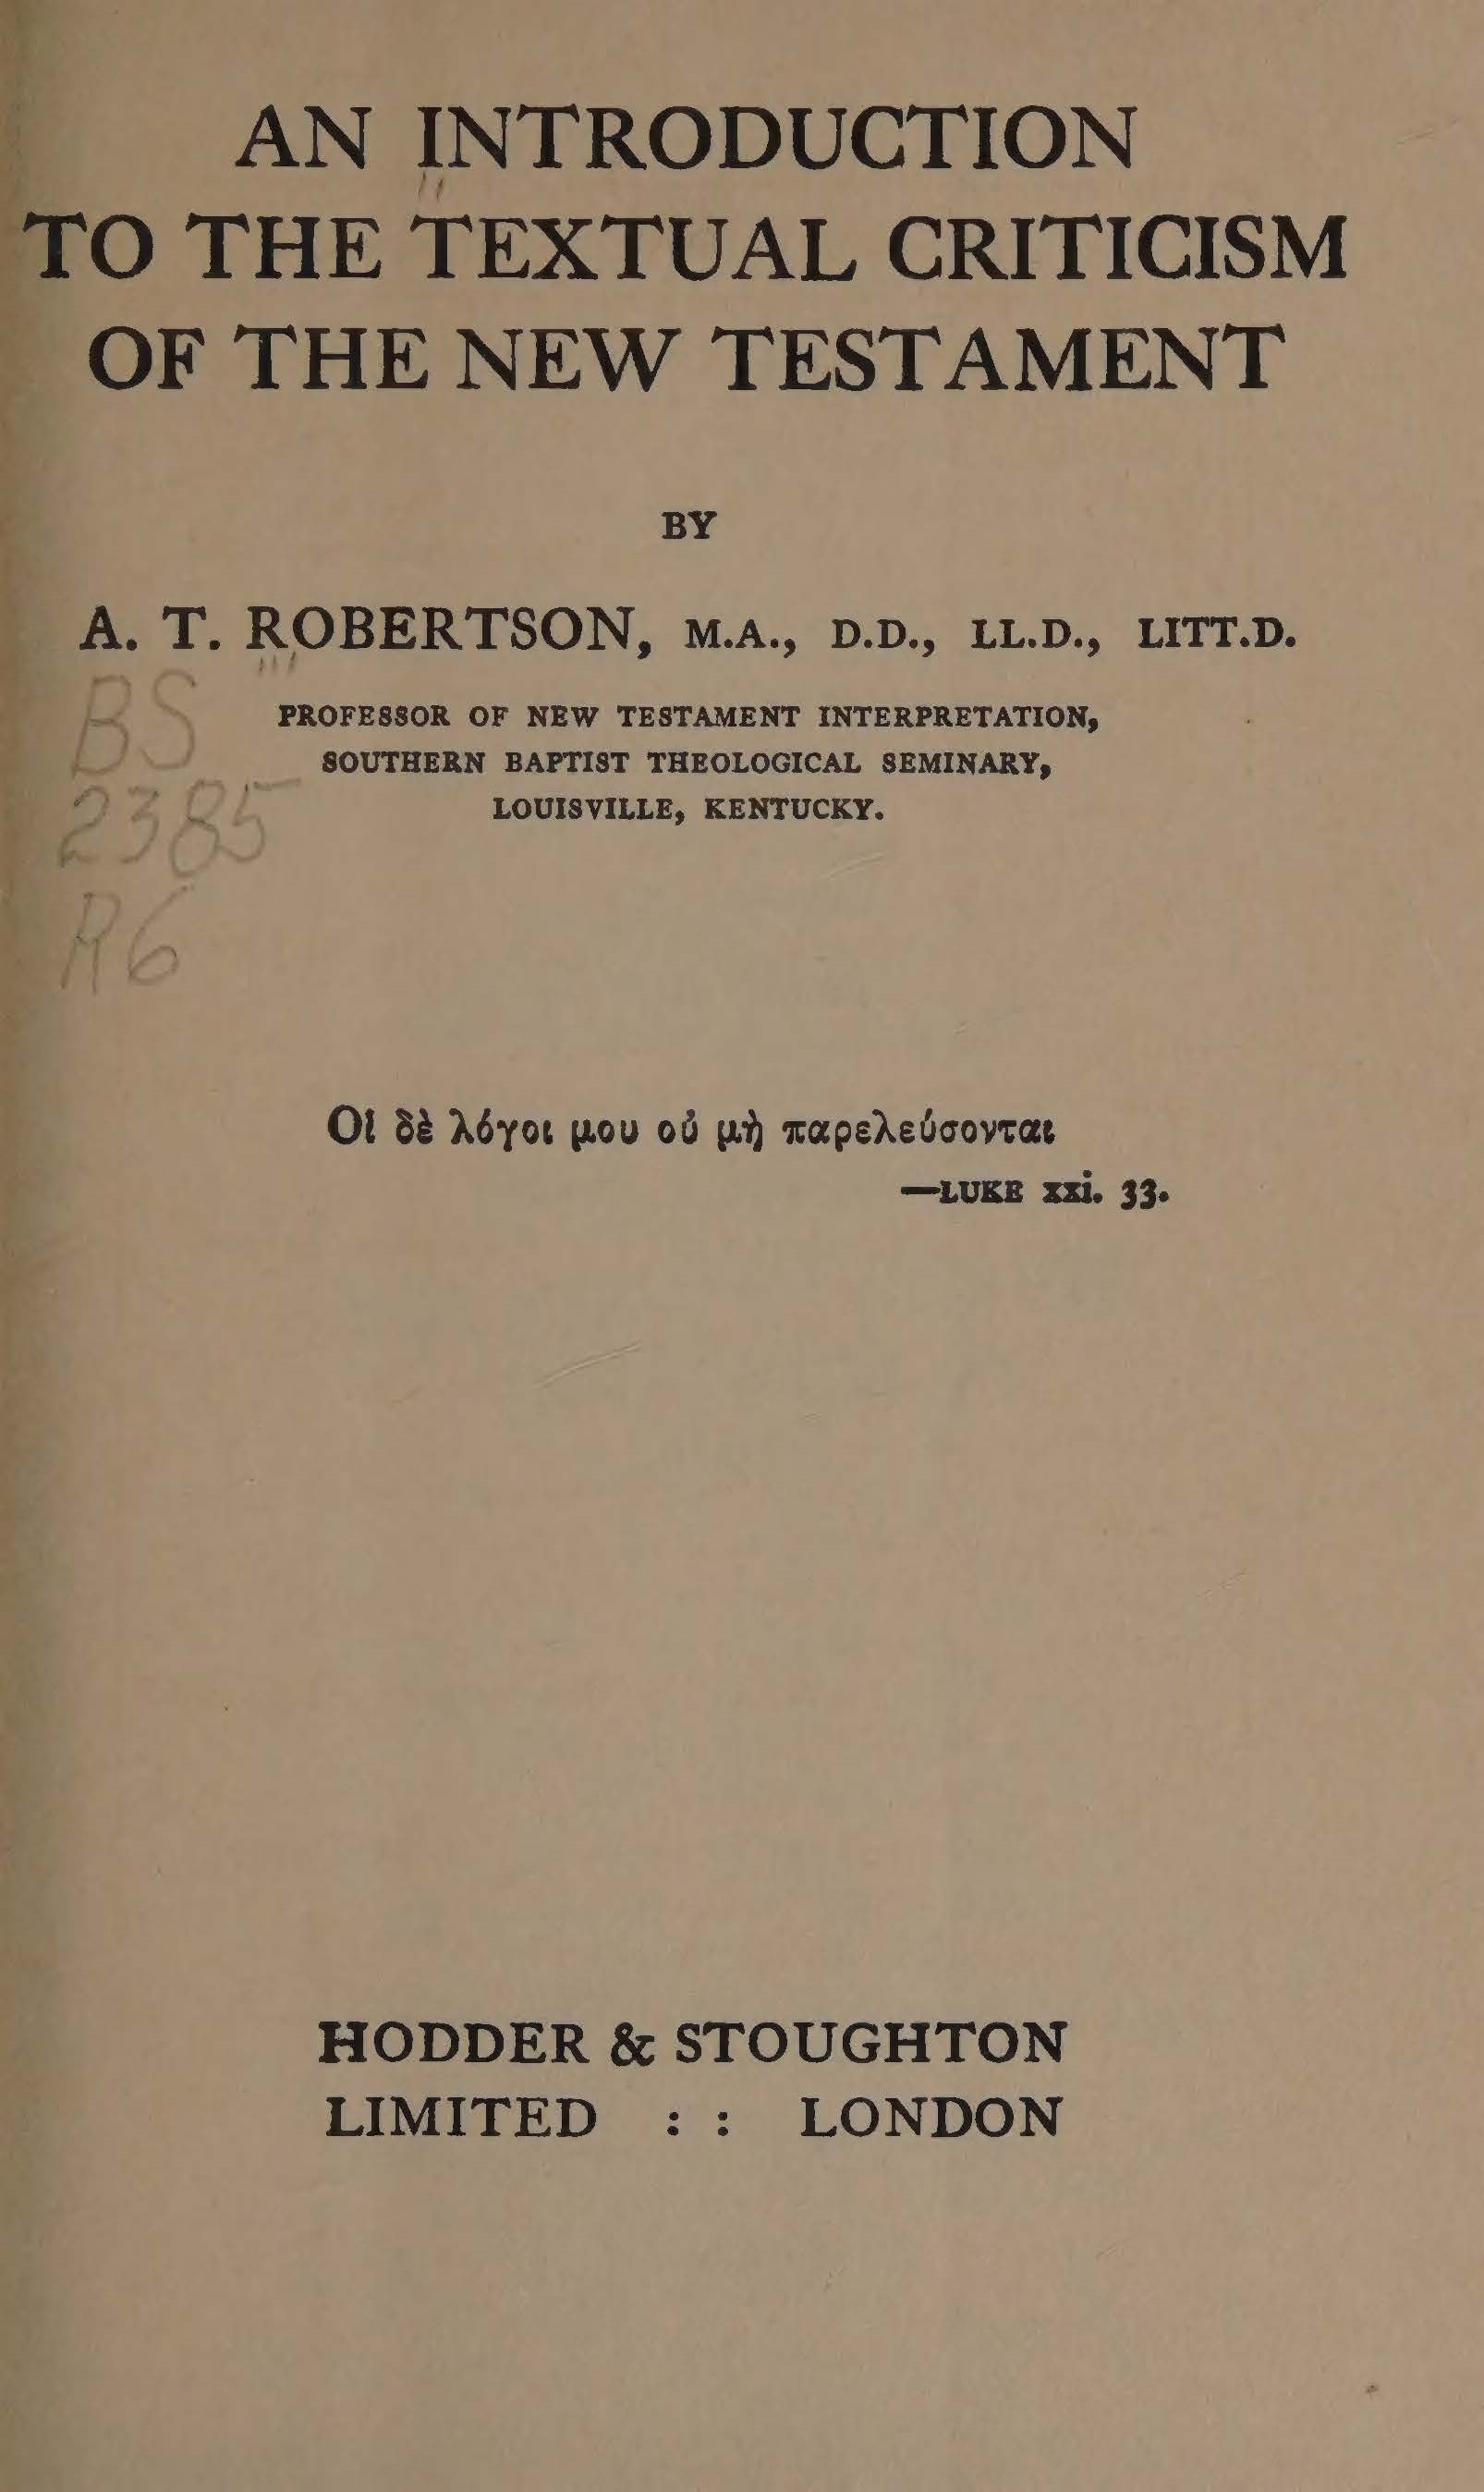 AN INTRODUCTION
TO THE TEXTUAL CRITICISM
OF THE NEW TESTAMENT
BY
A. T. ROBERTSON, M.A., D.D., LL.D., LITT.D.
PROFESSOR OF NEW TESTAMENT INTERPRETATION,
SOUTHERN BAPTIST THEOLOGICAL SEMINARY,
LOUISVILLE, KENTUCKY.
BS
2385
R6
Οἱ δὲ λόγοι μου οὐ μὴ παρελεύσονται
—LUKE xxi. 33.
HODDER & STOUGHTON
LIMITED : : LONDON